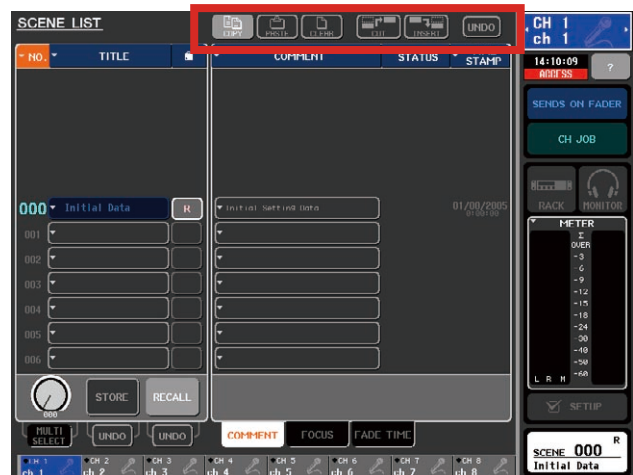 SCENE LIST
COPY PASTE CLEAR CUT INSERT UNDO
CH 1
ch 1
NO. TITLE COMMENT STATUS STAMP
14:10:09
ACCESS
?
SENDS ON FADER
CH JOB
000 Initial Data R Initial Setting Data 01/00/2005
RACK MONITOR
001
002
003
004
005
006
METER
Σ
OVER
-3
-6
-9
-12
-15
-18
-24
-30
-40
-50
-60
L R M
000
STORE RECALL
MULTI SELECT UNDO UNDO
COMMENT FOCUS FADE TIME
SETUP
CH 1 CH 2 CH 3 CH 4 CH 5 CH 6 CH 7 CH 8
ch 1 ch 2 ch 3 ch 4 ch 5 ch 6 ch 7 ch 8
SCENE 000 R
Initial Data